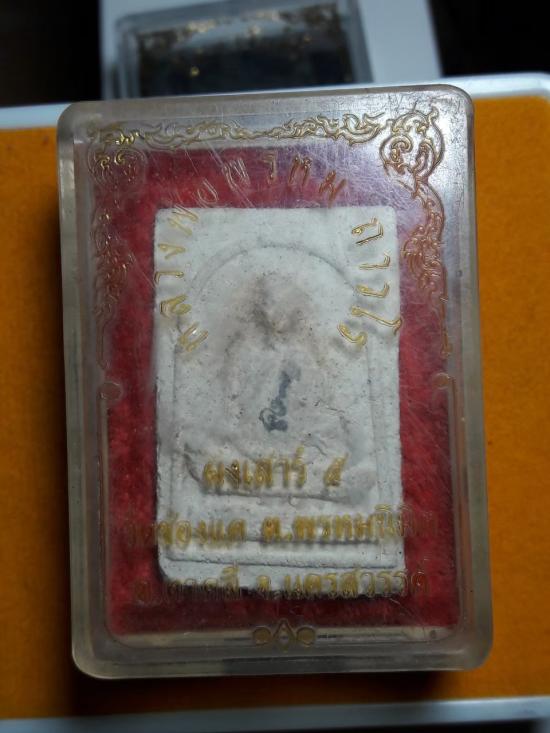 หลวงพ่อพรหม ถาวโร
ผงเสาร์ ๕
วัดช่องแค ต.พรหมนิมิต
อ.ตาคลี จ.นครสวรรค์